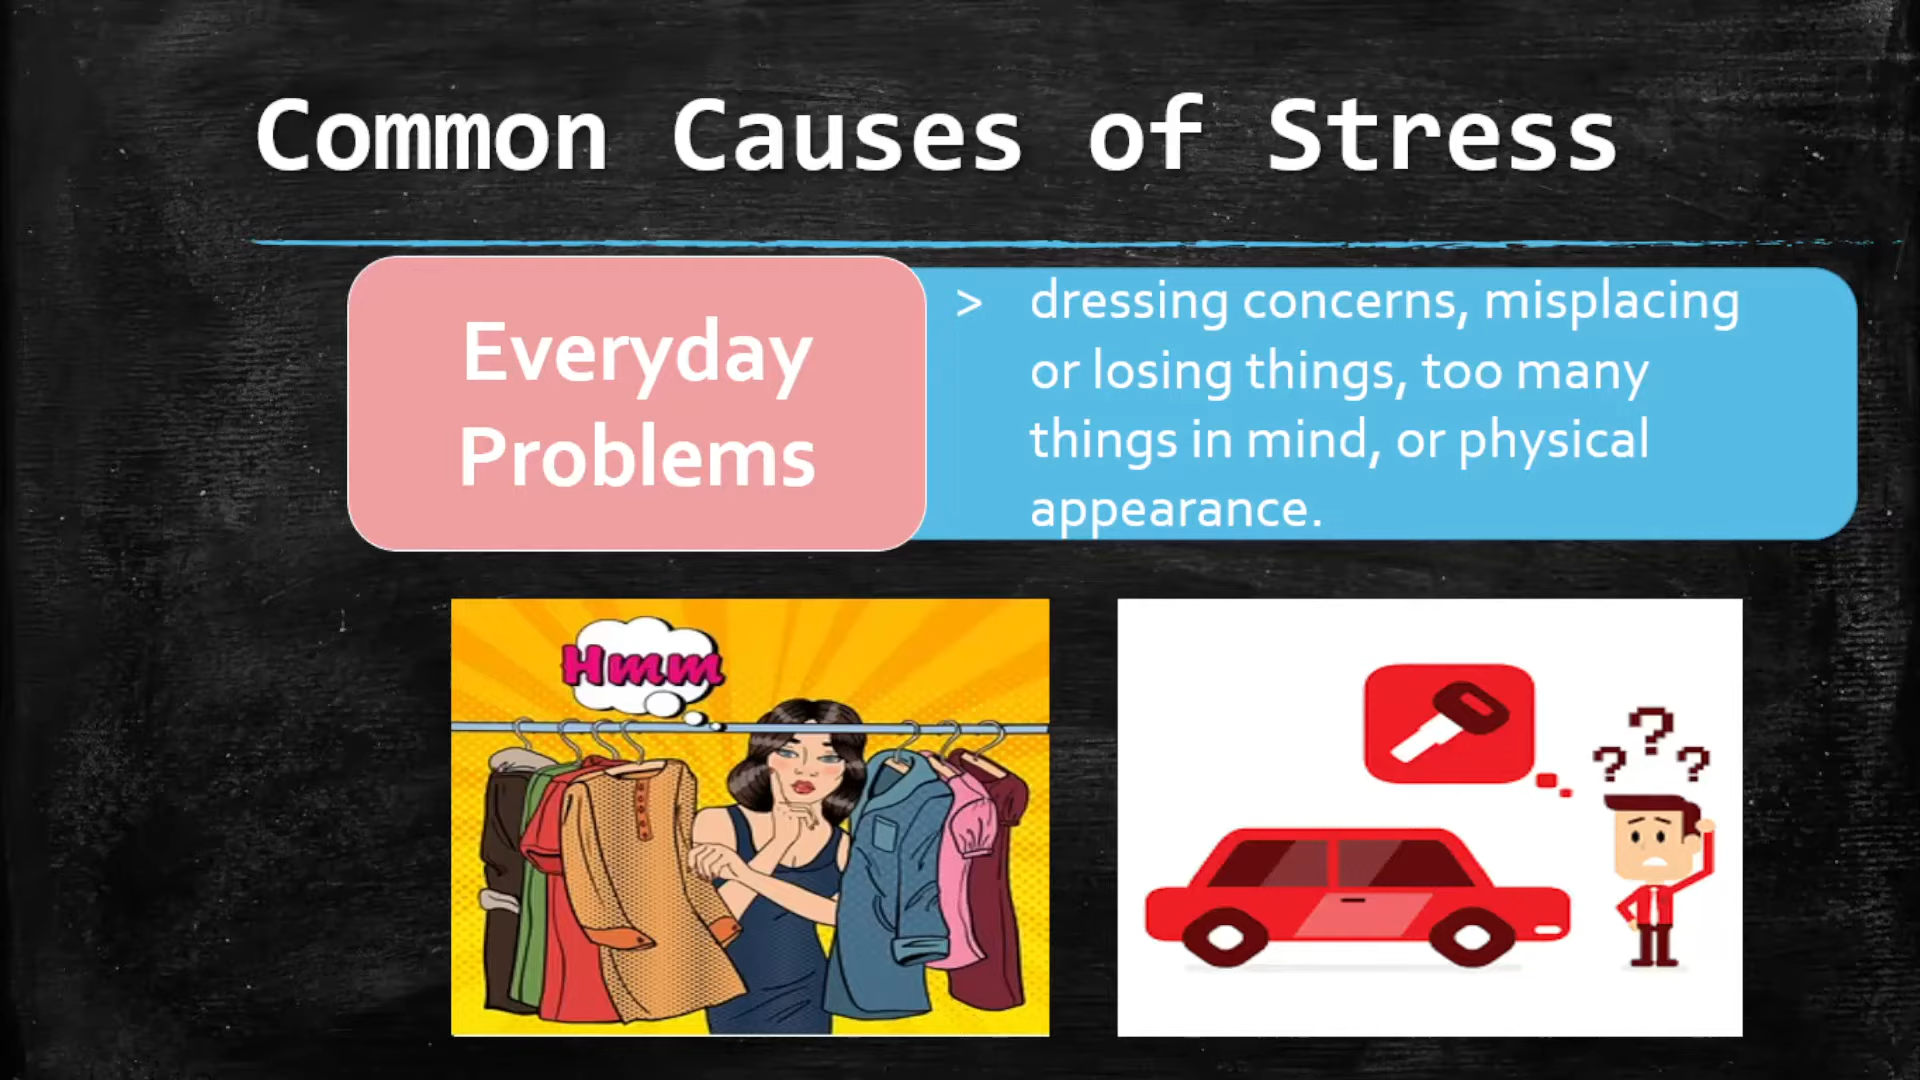 Common Causes of Stress
Everyday
Problems
> dressing concerns, misplacing
or losing things, too many
things in mind, or physical
appearance.
Hmm
? ? ?